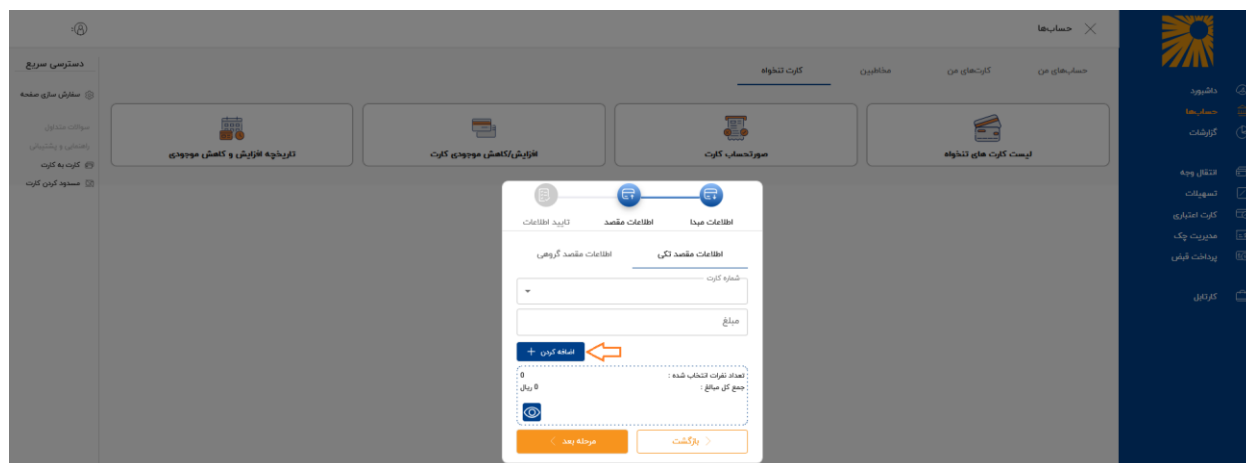 حساب‌ها
داشبورد
حساب‌ها
گزارشات
انتقال وجه
تسهیلات
کارت اعتباری
مدیریت چک
پرداخت قبض
کارتابل
حساب‌های من
کارت‌های من
مخاطبین
کارت تنخواه
لیست کارت های تنخواه
صورتحساب کارت
افزایش/کاهش موجودی کارت
تاریخچه افزایش و کاهش موجودی
دسترسی سریع
سفارش سازی صفحه
سوالات متداول
راهنمایی و پشتیبانی
کارت به کارت
مسدود کردن کارت
اطلاعات مبدا
اطلاعات مقصد
تایید اطلاعات
اطلاعات مقصد تکی
اطلاعات مقصد گروهی
شماره کارت
مبلغ
اضافه کردن +
تعداد نفرات انتخاب شده : 0
جمع کل مبالغ : 0 ریال
بازگشت
مرحله بعد